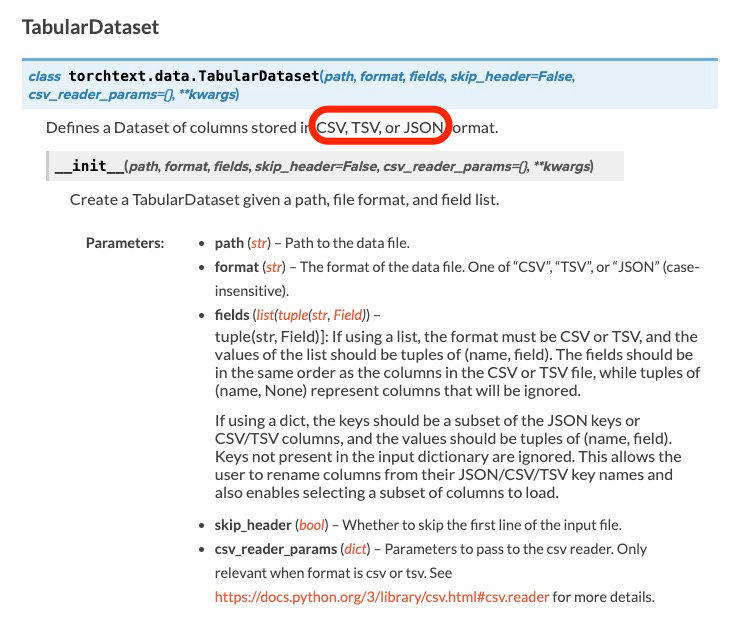 TabularDataset
class torchtext.data.TabularDataset(path, format, fields, skip_header=False,
csv_reader_params={}, **kwargs)
Defines a Dataset of columns stored in CSV, TSV, or JSON format.
__init__(path, format, fields, skip_header=False, csv_reader_params={}, **kwargs)
Create a TabularDataset given a path, file format, and field list.
Parameters:
• path (str) – Path to the data file.
• format (str) – The format of the data file. One of “CSV”, “TSV”, or “JSON” (case-
insensitive).
• fields (list(tuple(str, Field)) –
tuple(str, Field)]: If using a list, the format must be CSV or TSV, and the
values of the list should be tuples of (name, field). The fields should be
in the same order as the columns in the CSV or TSV file, while tuples of
(name, None) represent columns that will be ignored.
If using a dict, the keys should be a subset of the JSON keys or
CSV/TSV columns, and the values should be tuples of (name, field).
Keys not present in the input dictionary are ignored. This allows the
user to rename columns from their JSON/CSV/TSV key names and
also enables selecting a subset of columns to load.
• skip_header (bool) – Whether to skip the first line of the input file.
• csv_reader_params (dict) – Parameters to pass to the csv reader. Only
relevant when format is csv or tsv. See
https://docs.python.org/3/library/csv.html#csv.reader for more details.